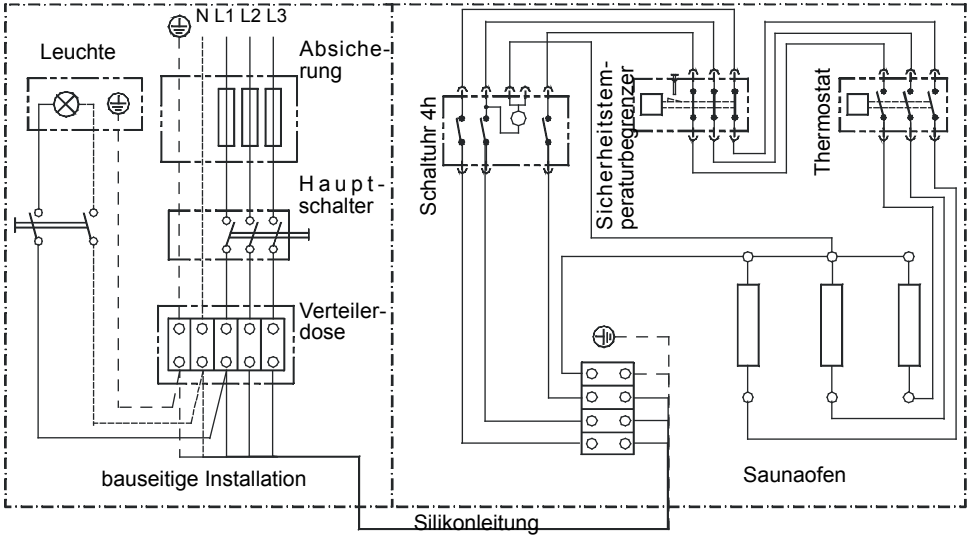 N L1 L2 L3
Leuchte
Absiche-
rung
Haupt-
schalter
Verteiler-
dose
bauseitige Installation
Schaltuhr 4h
Sicherheitstem-
peraturbegrenzer
Thermostat
Saunaofen
Silikonleitung